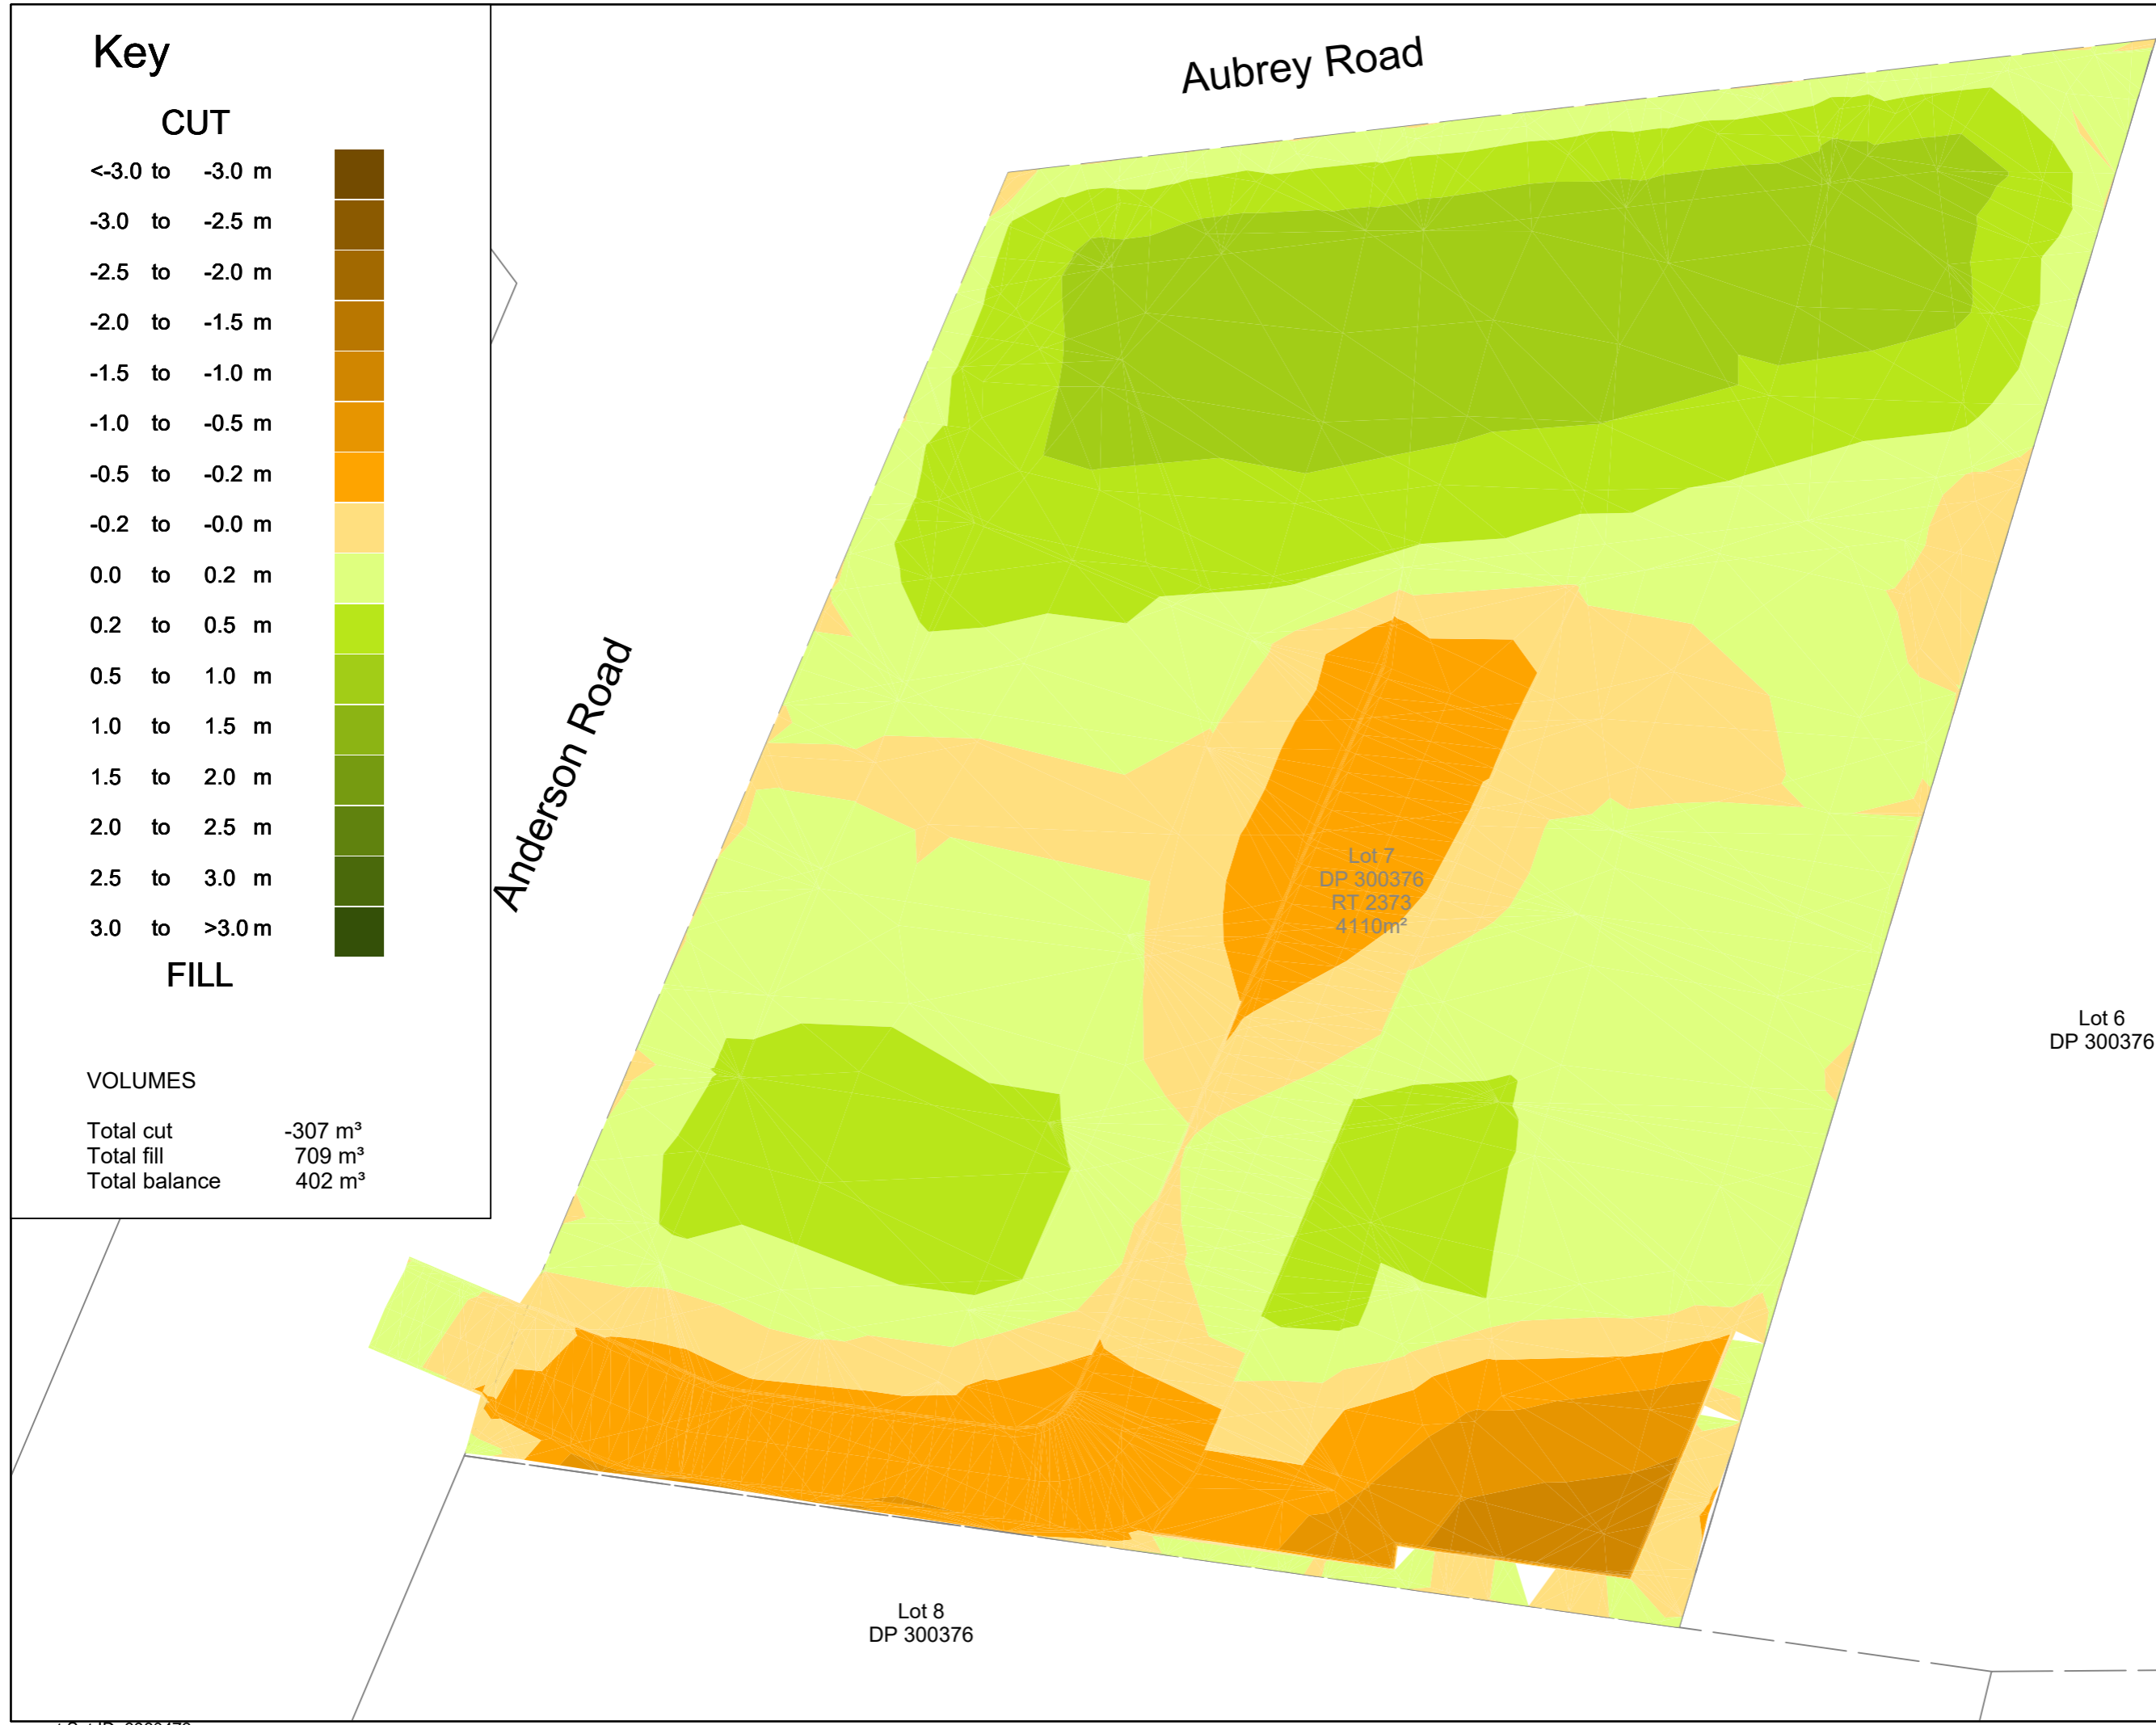 Key
CUT
<-3.0 to -3.0 m
-3.0 to -2.5 m
-2.5 to -2.0 m
-2.0 to -1.5 m
-1.5 to -1.0 m
-1.0 to -0.5 m
-0.5 to -0.2 m
-0.2 to -0.0 m
0.0 to 0.2 m
0.2 to 0.5 m
0.5 to 1.0 m
1.0 to 1.5 m
1.5 to 2.0 m
2.0 to 2.5 m
2.5 to 3.0 m
3.0 to >3.0 m
FILL
VOLUMES
Total cut -307 m³
Total fill 709 m³
Total balance 402 m³
Aubrey Road
Anderson Road
Lot 7
DP 300376
RT 2373
4110m²
Lot 6
DP 300376
Lot 8
DP 300376